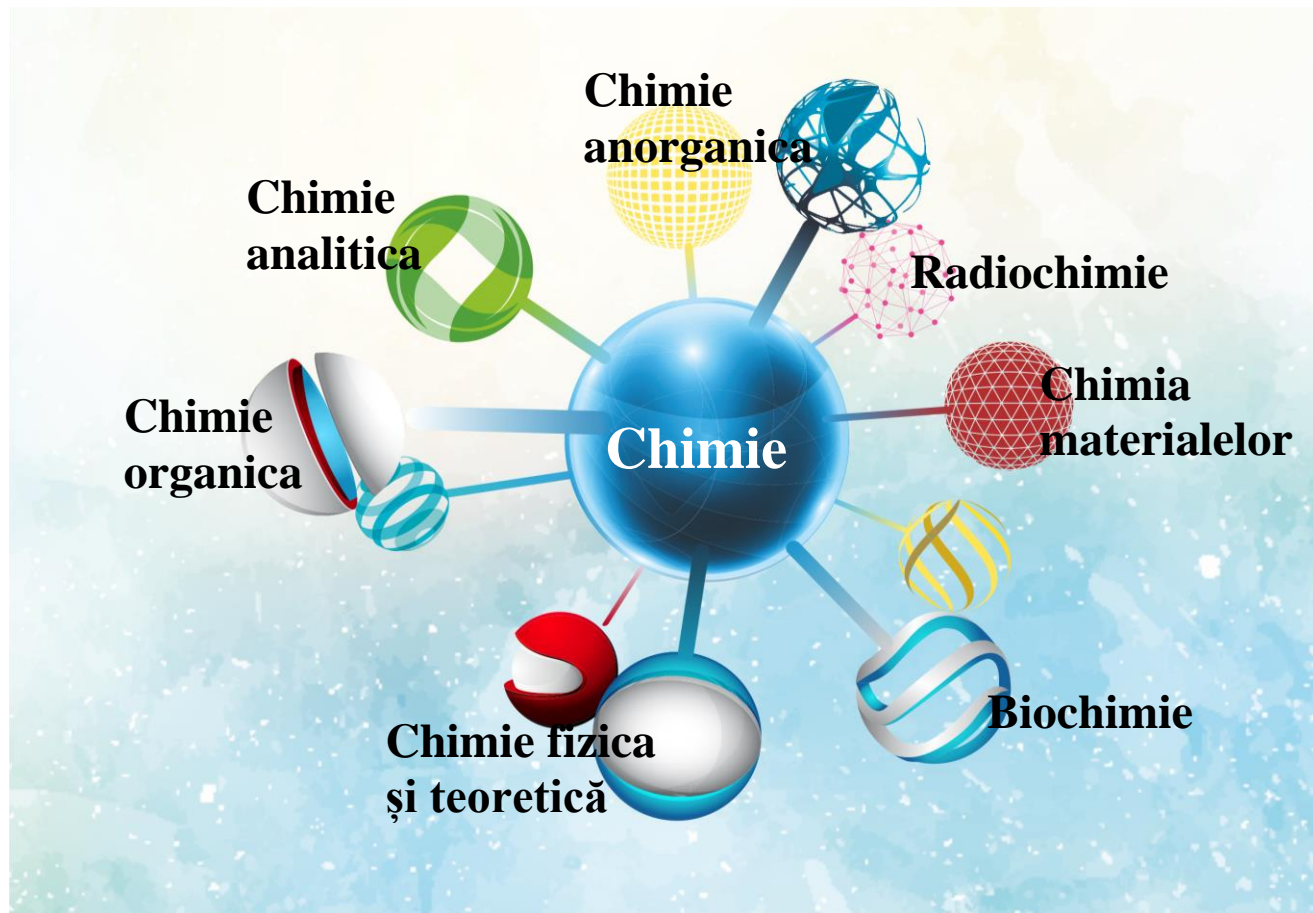 Chimie
anorganica
Chimie
analitica
Radiochimie
Chimia
materialelor
Chimie
organica
Chimie
Biochimie
Chimie fizica
și teoretică